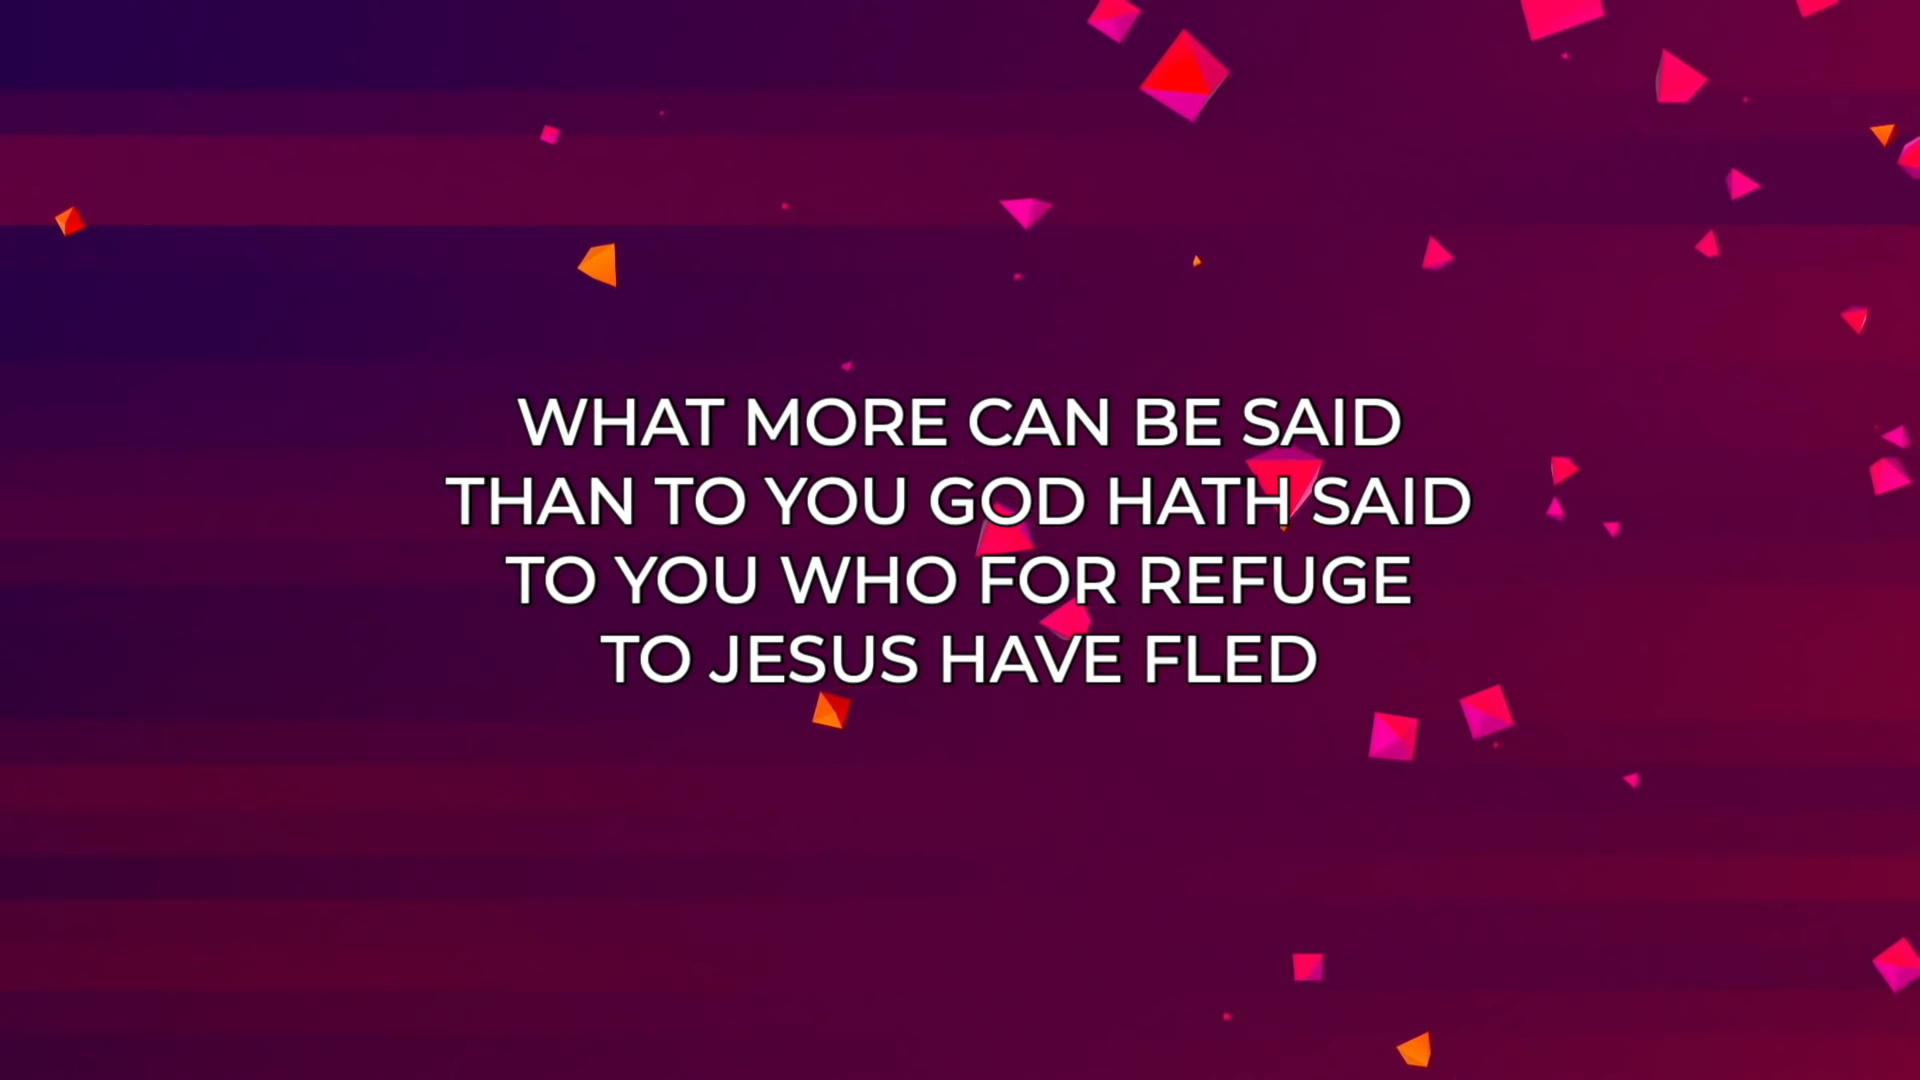 WHAT MORE CAN BE SAID
THAN TO YOU GOD HATH SAID
TO YOU WHO FOR REFUGE
TO JESUS HAVE FLED